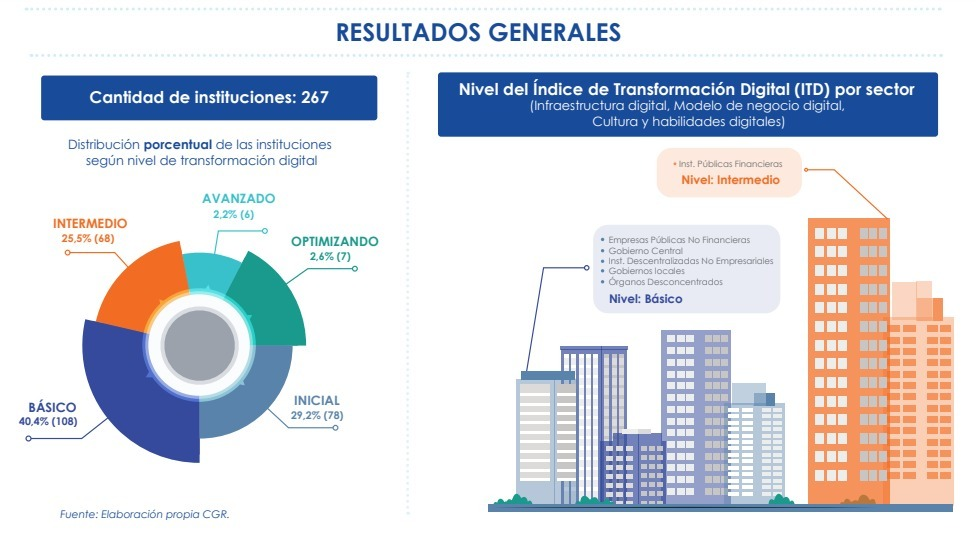 RESULTADOS GENERALES
Cantidad de instituciones: 267
Distribución porcentual de las instituciones
según nivel de transformación digital
AVANZADO
2,2% (6)
INTERMEDIO
25,5% (68)
OPTIMIZANDO
2,6% (7)
BÁSICO
40,4% (108)
INICIAL
29,2% (78)
Fuente: Elaboración propia CGR.
Nivel del Índice de Transformación Digital (ITD) por sector
(Infraestructura digital, Modelo de negocio digital,
Cultura y habilidades digitales)
• Inst. Públicas Financieras
Nivel: Intermedio
• Empresas Públicas No Financieras
• Gobierno Central
• Inst. Descentralizadas No Empresariales
• Gobiernos locales
• Órganos Desconcentrados
Nivel: Básico